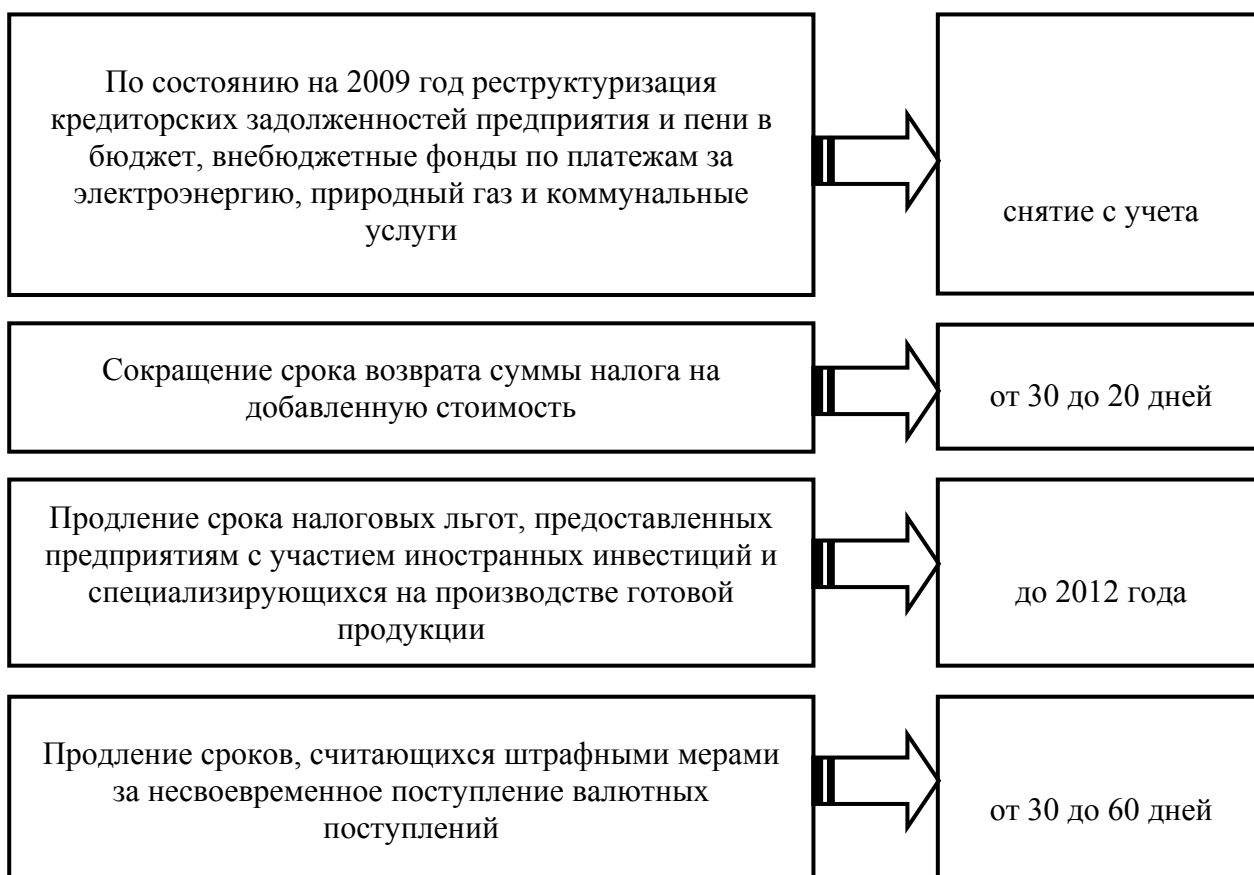 По состоянию на 2009 год реструктуризация
кредиторских задолженностей предприятия и пени в
бюджет, внебюджетные фонды по платежам за
электроэнергию, природный газ и коммунальные
услуги
снятие с учета
Сокращение срока возврата суммы налога на
добавленную стоимость
от 30 до 20 дней
Продление срока налоговых льгот, предоставленных
предприятиям с участием иностранных инвестиций и
специализирующихся на производстве готовой
продукции
до 2012 года
Продление сроков, считающихся штрафными мерами
за несвоевременное поступление валютных
поступлений
от 30 до 60 дней